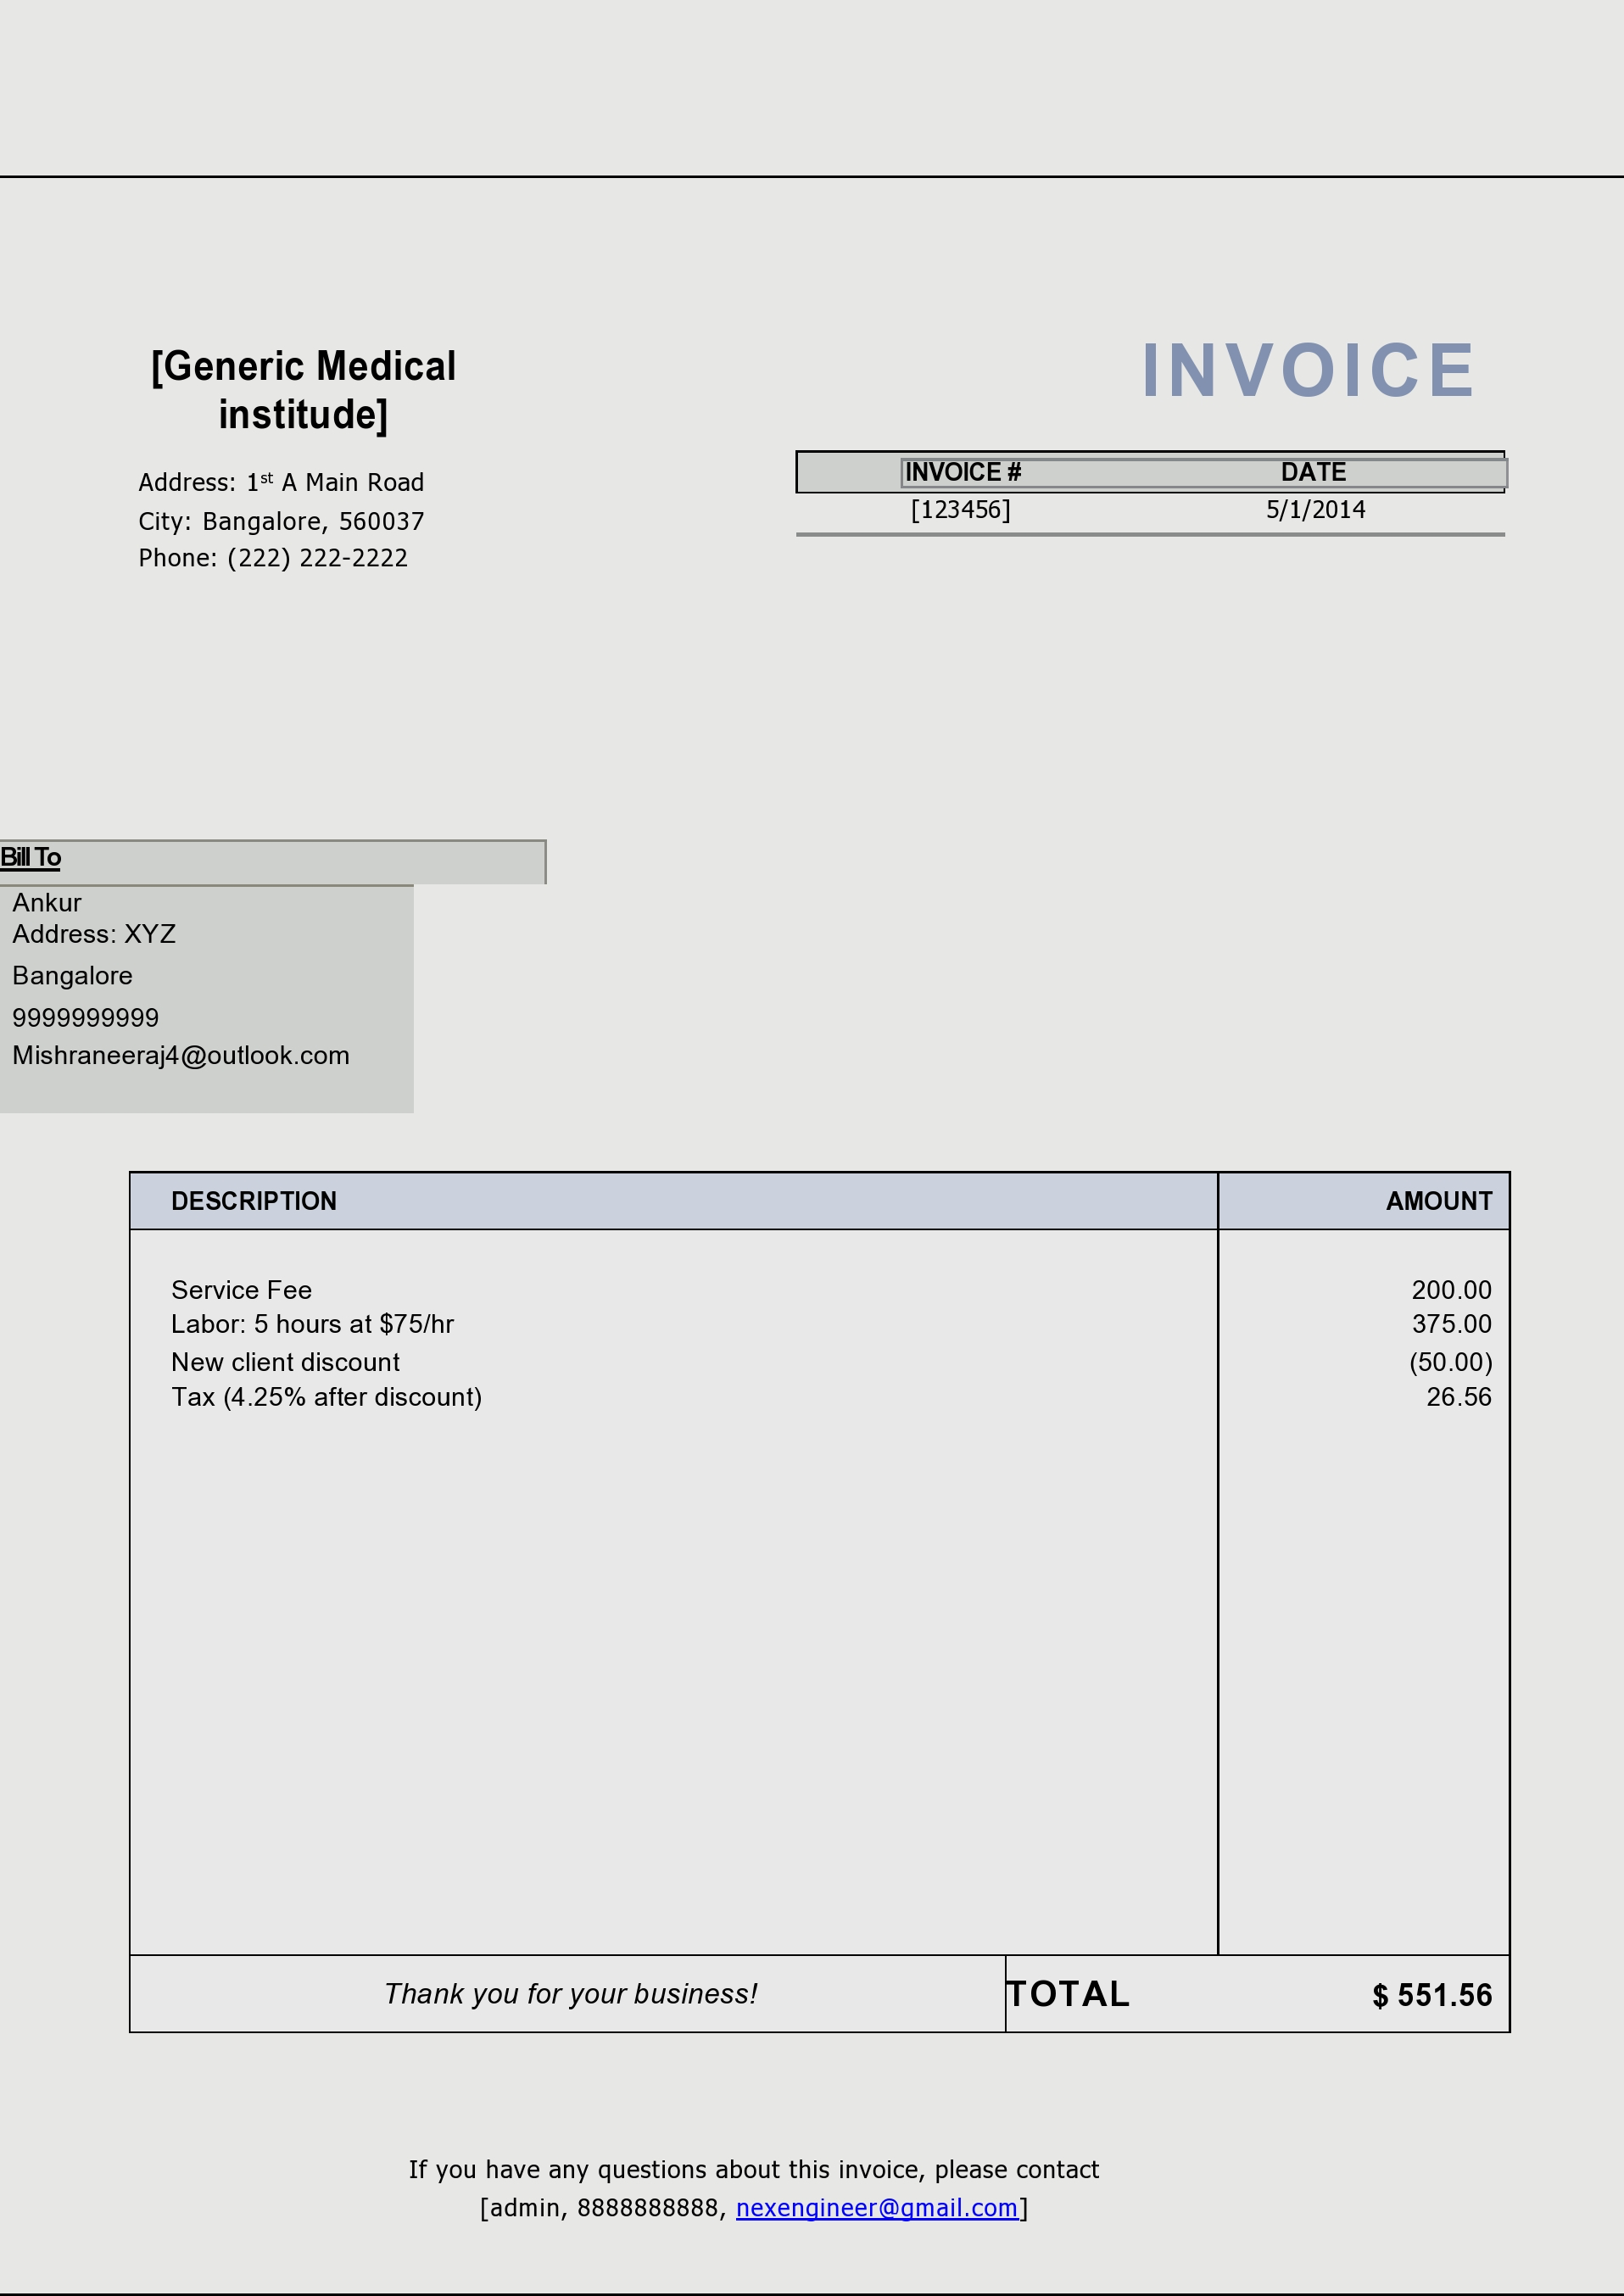 [Generic Medical
institude]
INVOICE
Address: 1st A Main Road
City: Bangalore, 560037
Phone: (222) 222-2222
INVOICE # DATE
[123456] 5/1/2014
Bill To
Ankur
Address: XYZ
Bangalore
9999999999
Mishraneeraj4@outlook.com
DESCRIPTION AMOUNT
Service Fee 200.00
Labor: 5 hours at $75/hr 375.00
New client discount (50.00)
Tax (4.25% after discount) 26.56
Thank you for your business! TOTAL $ 551.56
If you have any questions about this invoice, please contact
[admin, 8888888888, nexengineer@gmail.com]